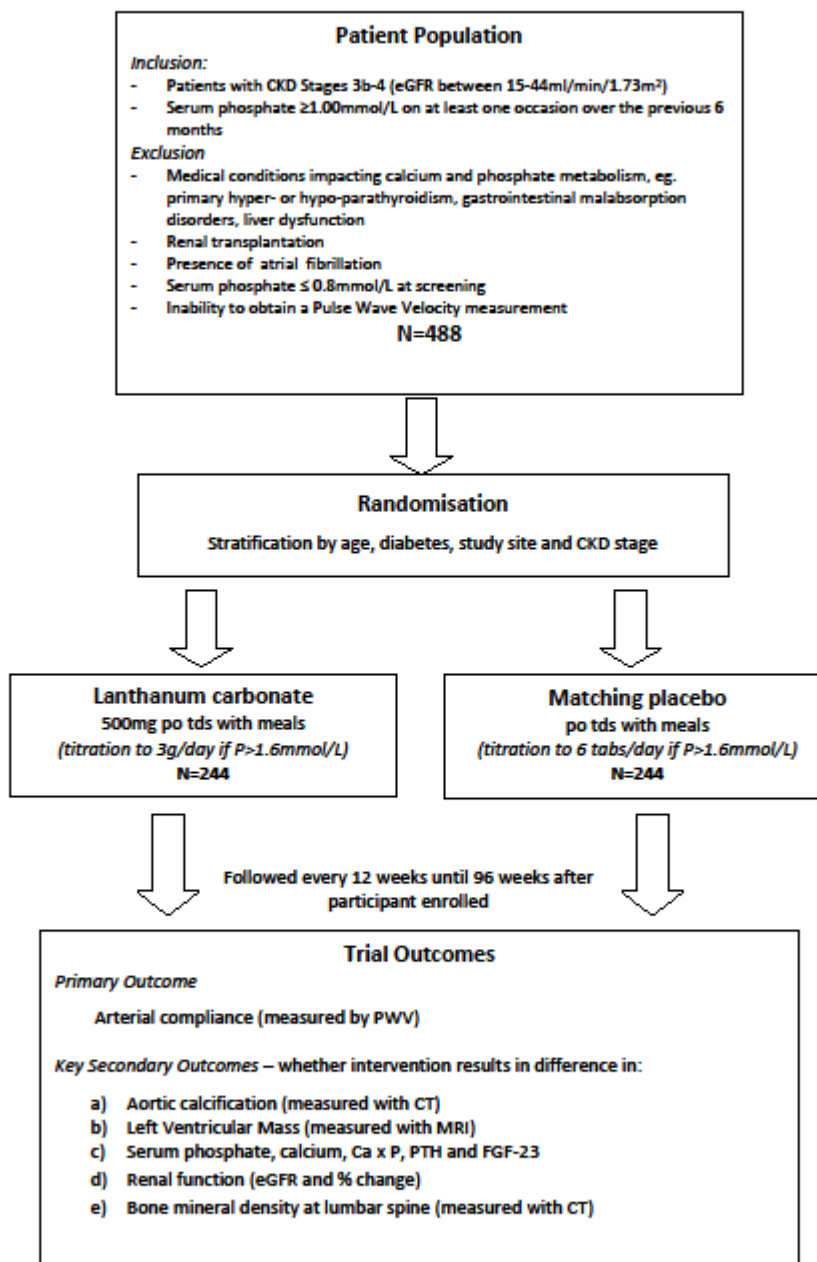 Patient Population
Inclusion:
- Patients with CKD Stages 3b-4 (eGFR between 15-44ml/min/1.73m²)
- Serum phosphate ≥1.00mmol/L on at least one occasion over the previous 6
months
Exclusion
- Medical conditions impacting calcium and phosphate metabolism, eg.
primary hyper- or hypo-parathyroidism, gastrointestinal malabsorption
disorders, liver dysfunction
- Renal transplantation
- Presence of atrial fibrillation
- Serum phosphate ≤ 0.8mmol/L at screening
- Inability to obtain a Pulse Wave Velocity measurement
N=488
Randomisation
Stratification by age, diabetes, study site and CKD stage
Lanthanum carbonate
500mg po tds with meals
(titration to 3g/day if P>1.6mmol/L)
N=244
Matching placebo
po tds with meals
(titration to 6 tabs/day if P>1.6mmol/L)
N=244
Followed every 12 weeks until 96 weeks after
participant enrolled
Trial Outcomes
Primary Outcome
Arterial compliance (measured by PWV)
Key Secondary Outcomes – whether intervention results in difference in:
a) Aortic calcification (measured with CT)
b) Left Ventricular Mass (measured with MRI)
c) Serum phosphate, calcium, Ca x P, PTH and FGF-23
d) Renal function (eGFR and % change)
e) Bone mineral density at lumbar spine (measured with CT)